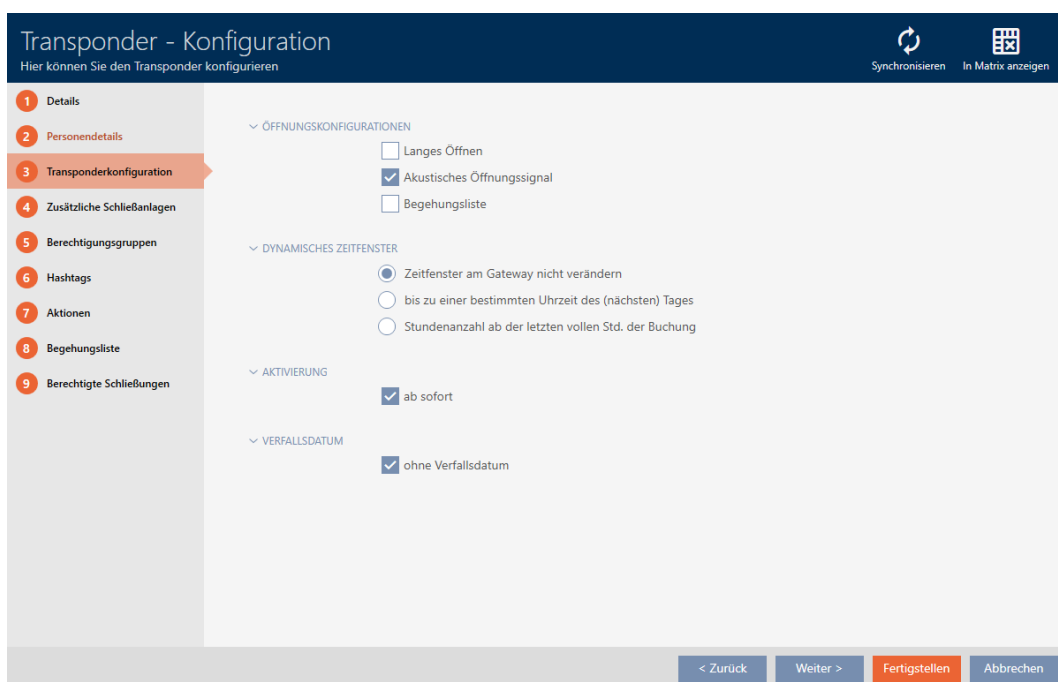 Transponder - Konfiguration
Hier können Sie den Transponder konfigurieren
Synchronisieren
In Matrix anzeigen
1 Details
2 Personendetails
3 Transponderkonfiguration
4 Zusätzliche Schließanlagen
5 Berechtigungsgruppen
6 Hashtags
7 Aktionen
8 Begehungsliste
9 Berechtigte Schließungen
ÖFFNUNGSKONFIGURATIONEN
Langes Öffnen
Akustisches Öffnungssignal
Begehungsliste
DYNAMISCHES ZEITFENSTER
Zeitfenster am Gateway nicht verändern
bis zu einer bestimmten Uhrzeit des (nächsten) Tages
Stundenanzahl ab der letzten vollen Std. der Buchung
AKTIVIERUNG
ab sofort
VERFALLSDATUM
ohne Verfallsdatum
< Zurück
Weiter >
Fertigstellen
Abbrechen